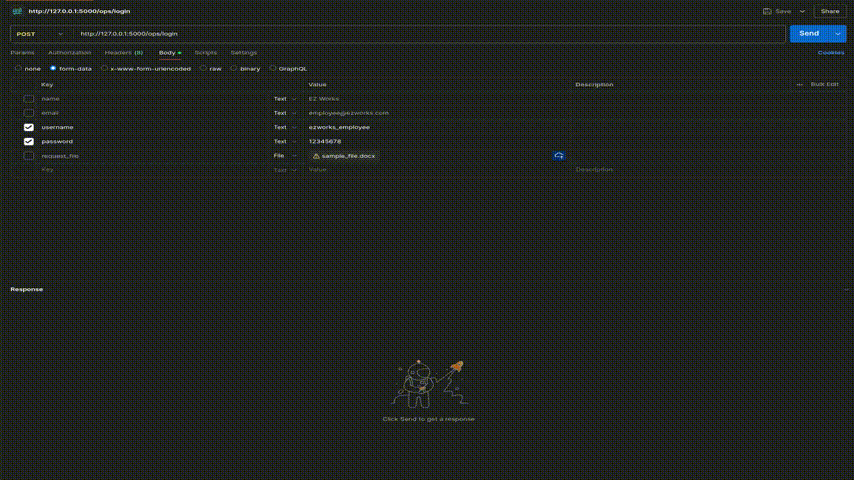 http://127.0.0.1:5000/ops/login Save Share
POST http://127.0.0.1:5000/ops/login Send
Params Authorization Headers (8) Body Scripts Settings Cookies
none form-data x-www-form-urlencoded raw binary GraphQL
Key Value Description Bulk Edit
name Text EZ Works
email Text employee@ezworks.com
username Text ezworks_employee
password Text 12345678
request_file File sample_file.docx
Key Text Value Description
Response
Click Send to get a response